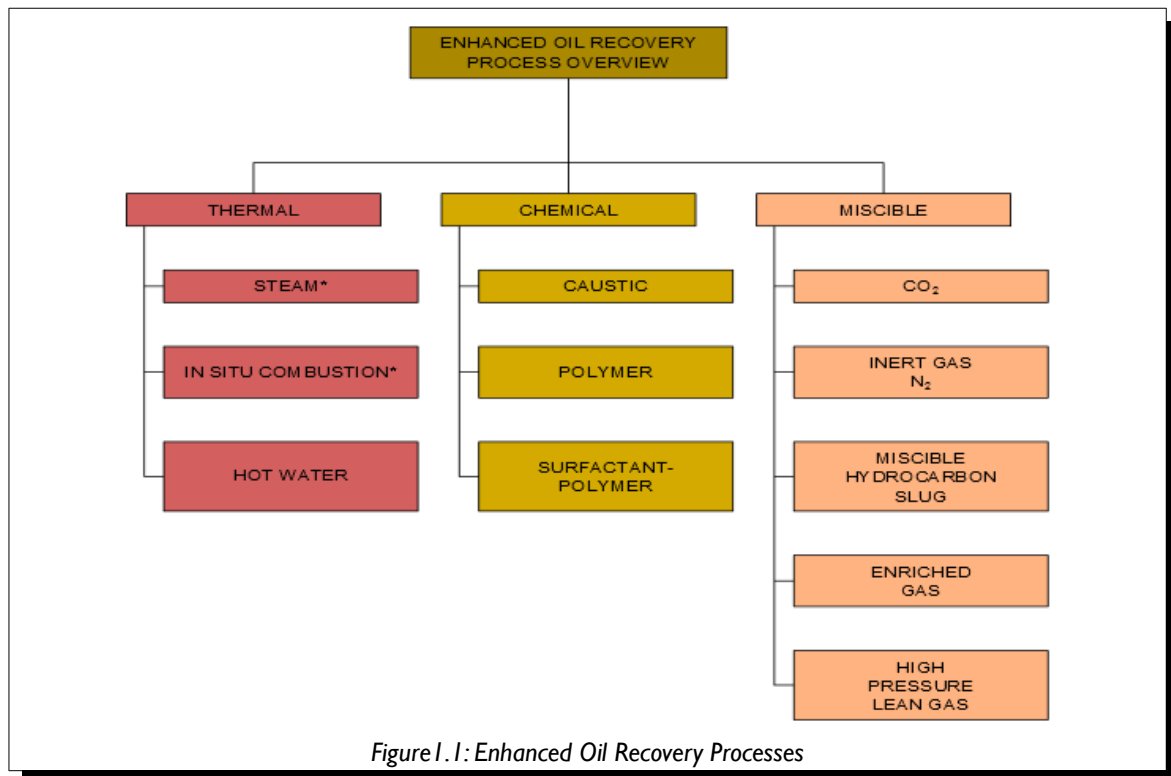 ENHANCED OIL RECOVERY
PROCESS OVERVIEW
THERMAL
STEAM*
IN SITU COMBUSTION*
HOT WATER
CHEMICAL
CAUSTIC
POLYMER
SURFACTANT-
POLYMER
MISCIBLE
CO₂
INERT GAS
N₂
MISCIBLE
HYDROCARBON
SLUG
ENRICHED
GAS
HIGH
PRESSURE
LEAN GAS
Figure1.1: Enhanced Oil Recovery Processes